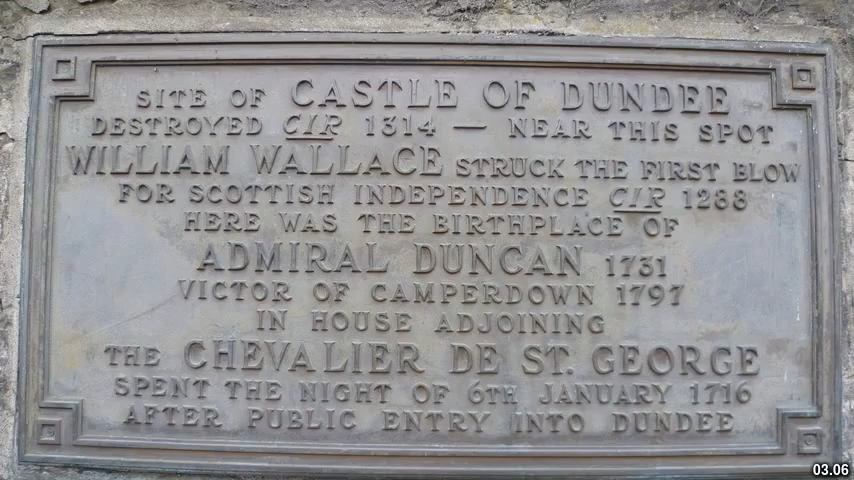 SITE OF CASTLE OF DUNDEE
DESTROYED CIR 1314 — NEAR THIS SPOT
WILLIAM WALLACE STRUCK THE FIRST BLOW
FOR SCOTTISH INDEPENDENCE CIR 1288
HERE WAS THE BIRTHPLACE OF
ADMIRAL DUNCAN 1731
VICTOR OF CAMPERDOWN 1797
IN HOUSE ADJOINING
THE CHEVALIER DE ST. GEORGE
SPENT THE NIGHT OF 6TH JANUARY 1716
AFTER PUBLIC ENTRY INTO DUNDEE
03.06